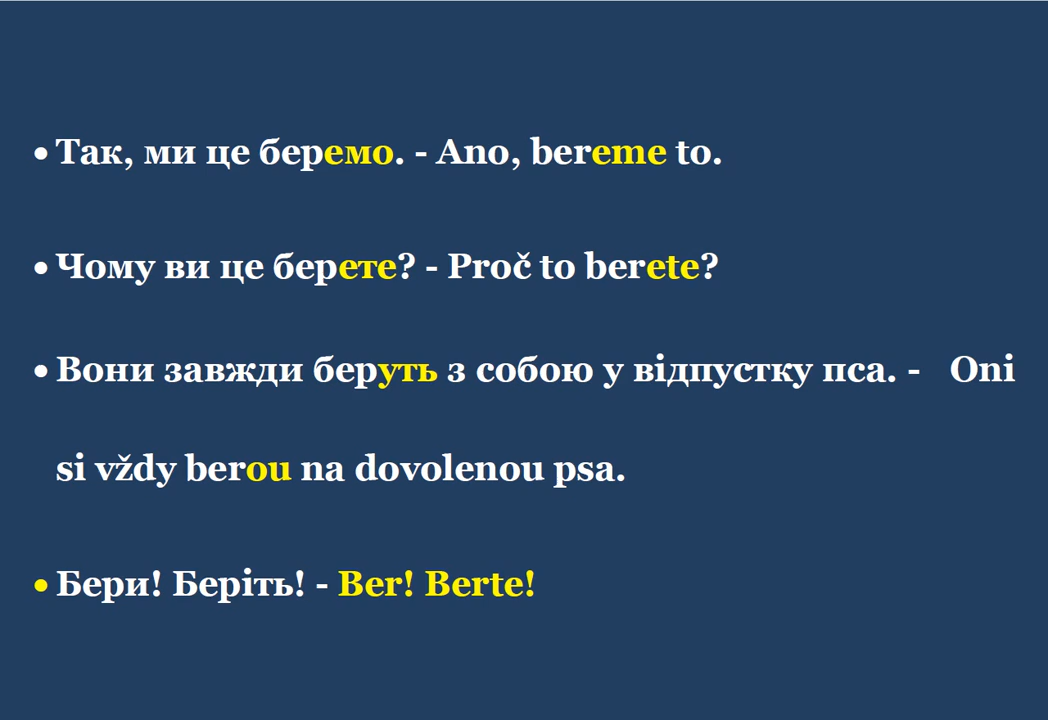 • Так, ми це беремо. - Ano, bereme to.
• Чому ви це берете? - Proč to berete?
• Вони завжди беруть з собою у відпустку пса. - Oni
si vždy berou na dovolenou psa.
• Бери! Беріть! - Ber! Berte!